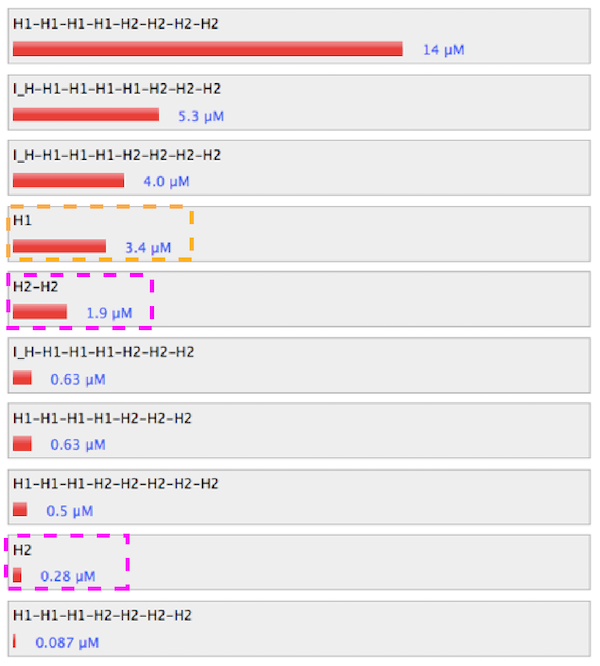 H1-H1-H1-H1-H2-H2-H2-H2
14 μM
I_H-H1-H1-H1-H1-H2-H2-H2
5.3 μM
I_H-H1-H1-H1-H2-H2-H2-H2
4.0 μM
H1
3.4 μM
H2-H2
1.9 μM
I_H-H1-H1-H1-H2-H2-H2
0.63 μM
H1-H1-H1-H1-H2-H2-H2
0.63 μM
H1-H1-H1-H2-H2-H2-H2-H2
0.5 μM
H2
0.28 μM
H1-H1-H1-H2-H2-H2-H2
0.087 μM